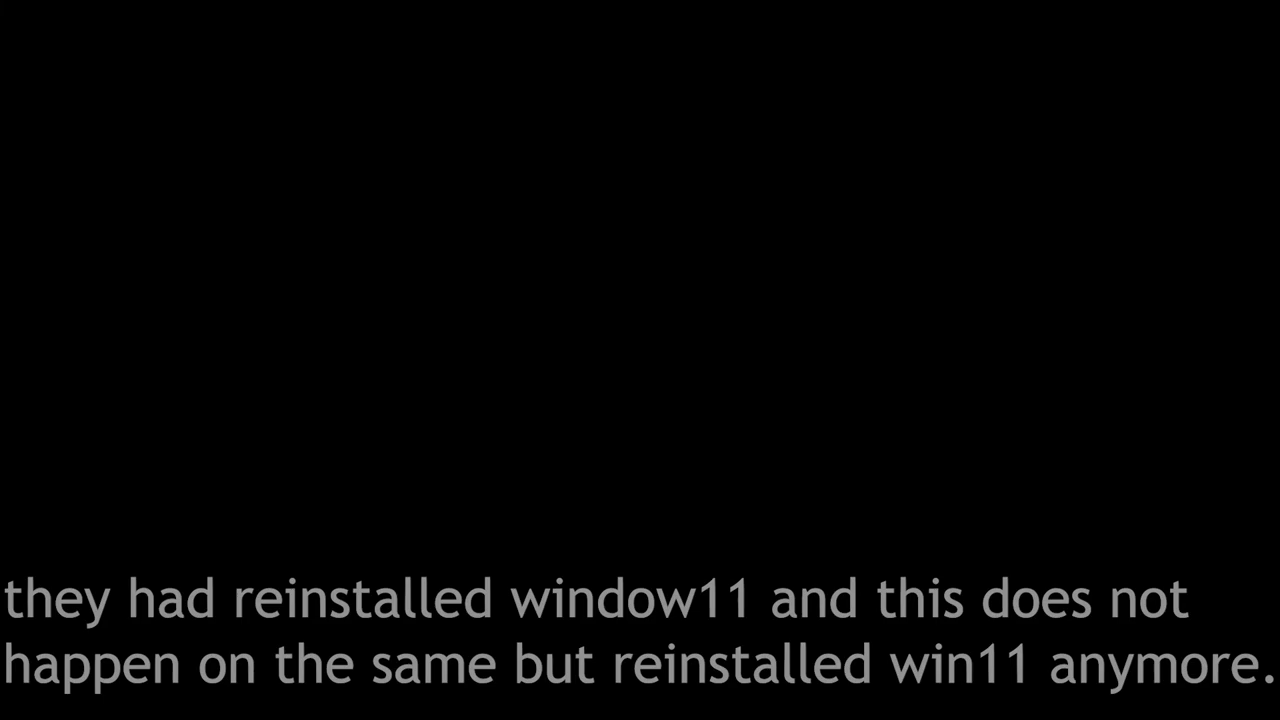 they had reinstalled window11 and this does not
happen on the same but reinstalled win11 anymore.